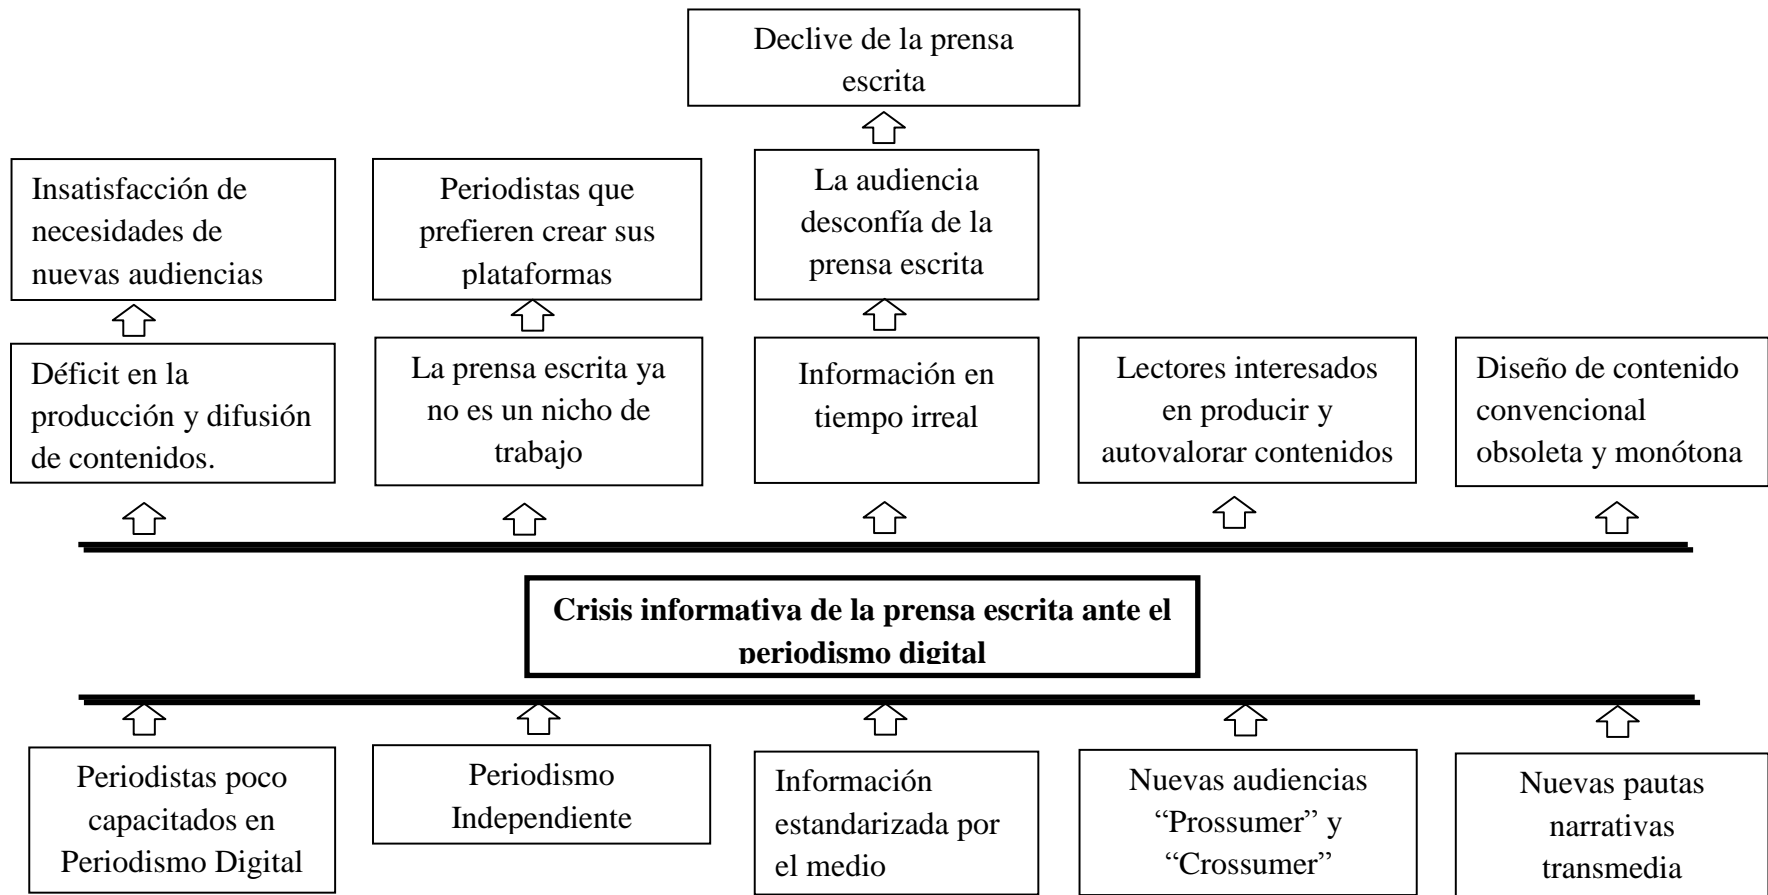 Declive de la prensa
escrita
Insatisfacción de
necesidades de
nuevas audiencias
Periodistas que
prefieren crear sus
plataformas
La audiencia
desconfía de la
prensa escrita
Déficit en la
producción y difusión
de contenidos.
La prensa escrita ya
no es un nicho de
trabajo
Información en
tiempo irreal
Lectores interesados
en producir y
autovalorar contenidos
Diseño de contenido
convencional
obsoleta y monótona
Crisis informativa de la prensa escrita ante el
periodismo digital
Periodistas poco
capacitados en
Periodismo Digital
Periodismo
Independiente
Información
estandarizada por
el medio
Nuevas audiencias
“Prossumer” y
“Crossumer”
Nuevas pautas
narrativas
transmedia